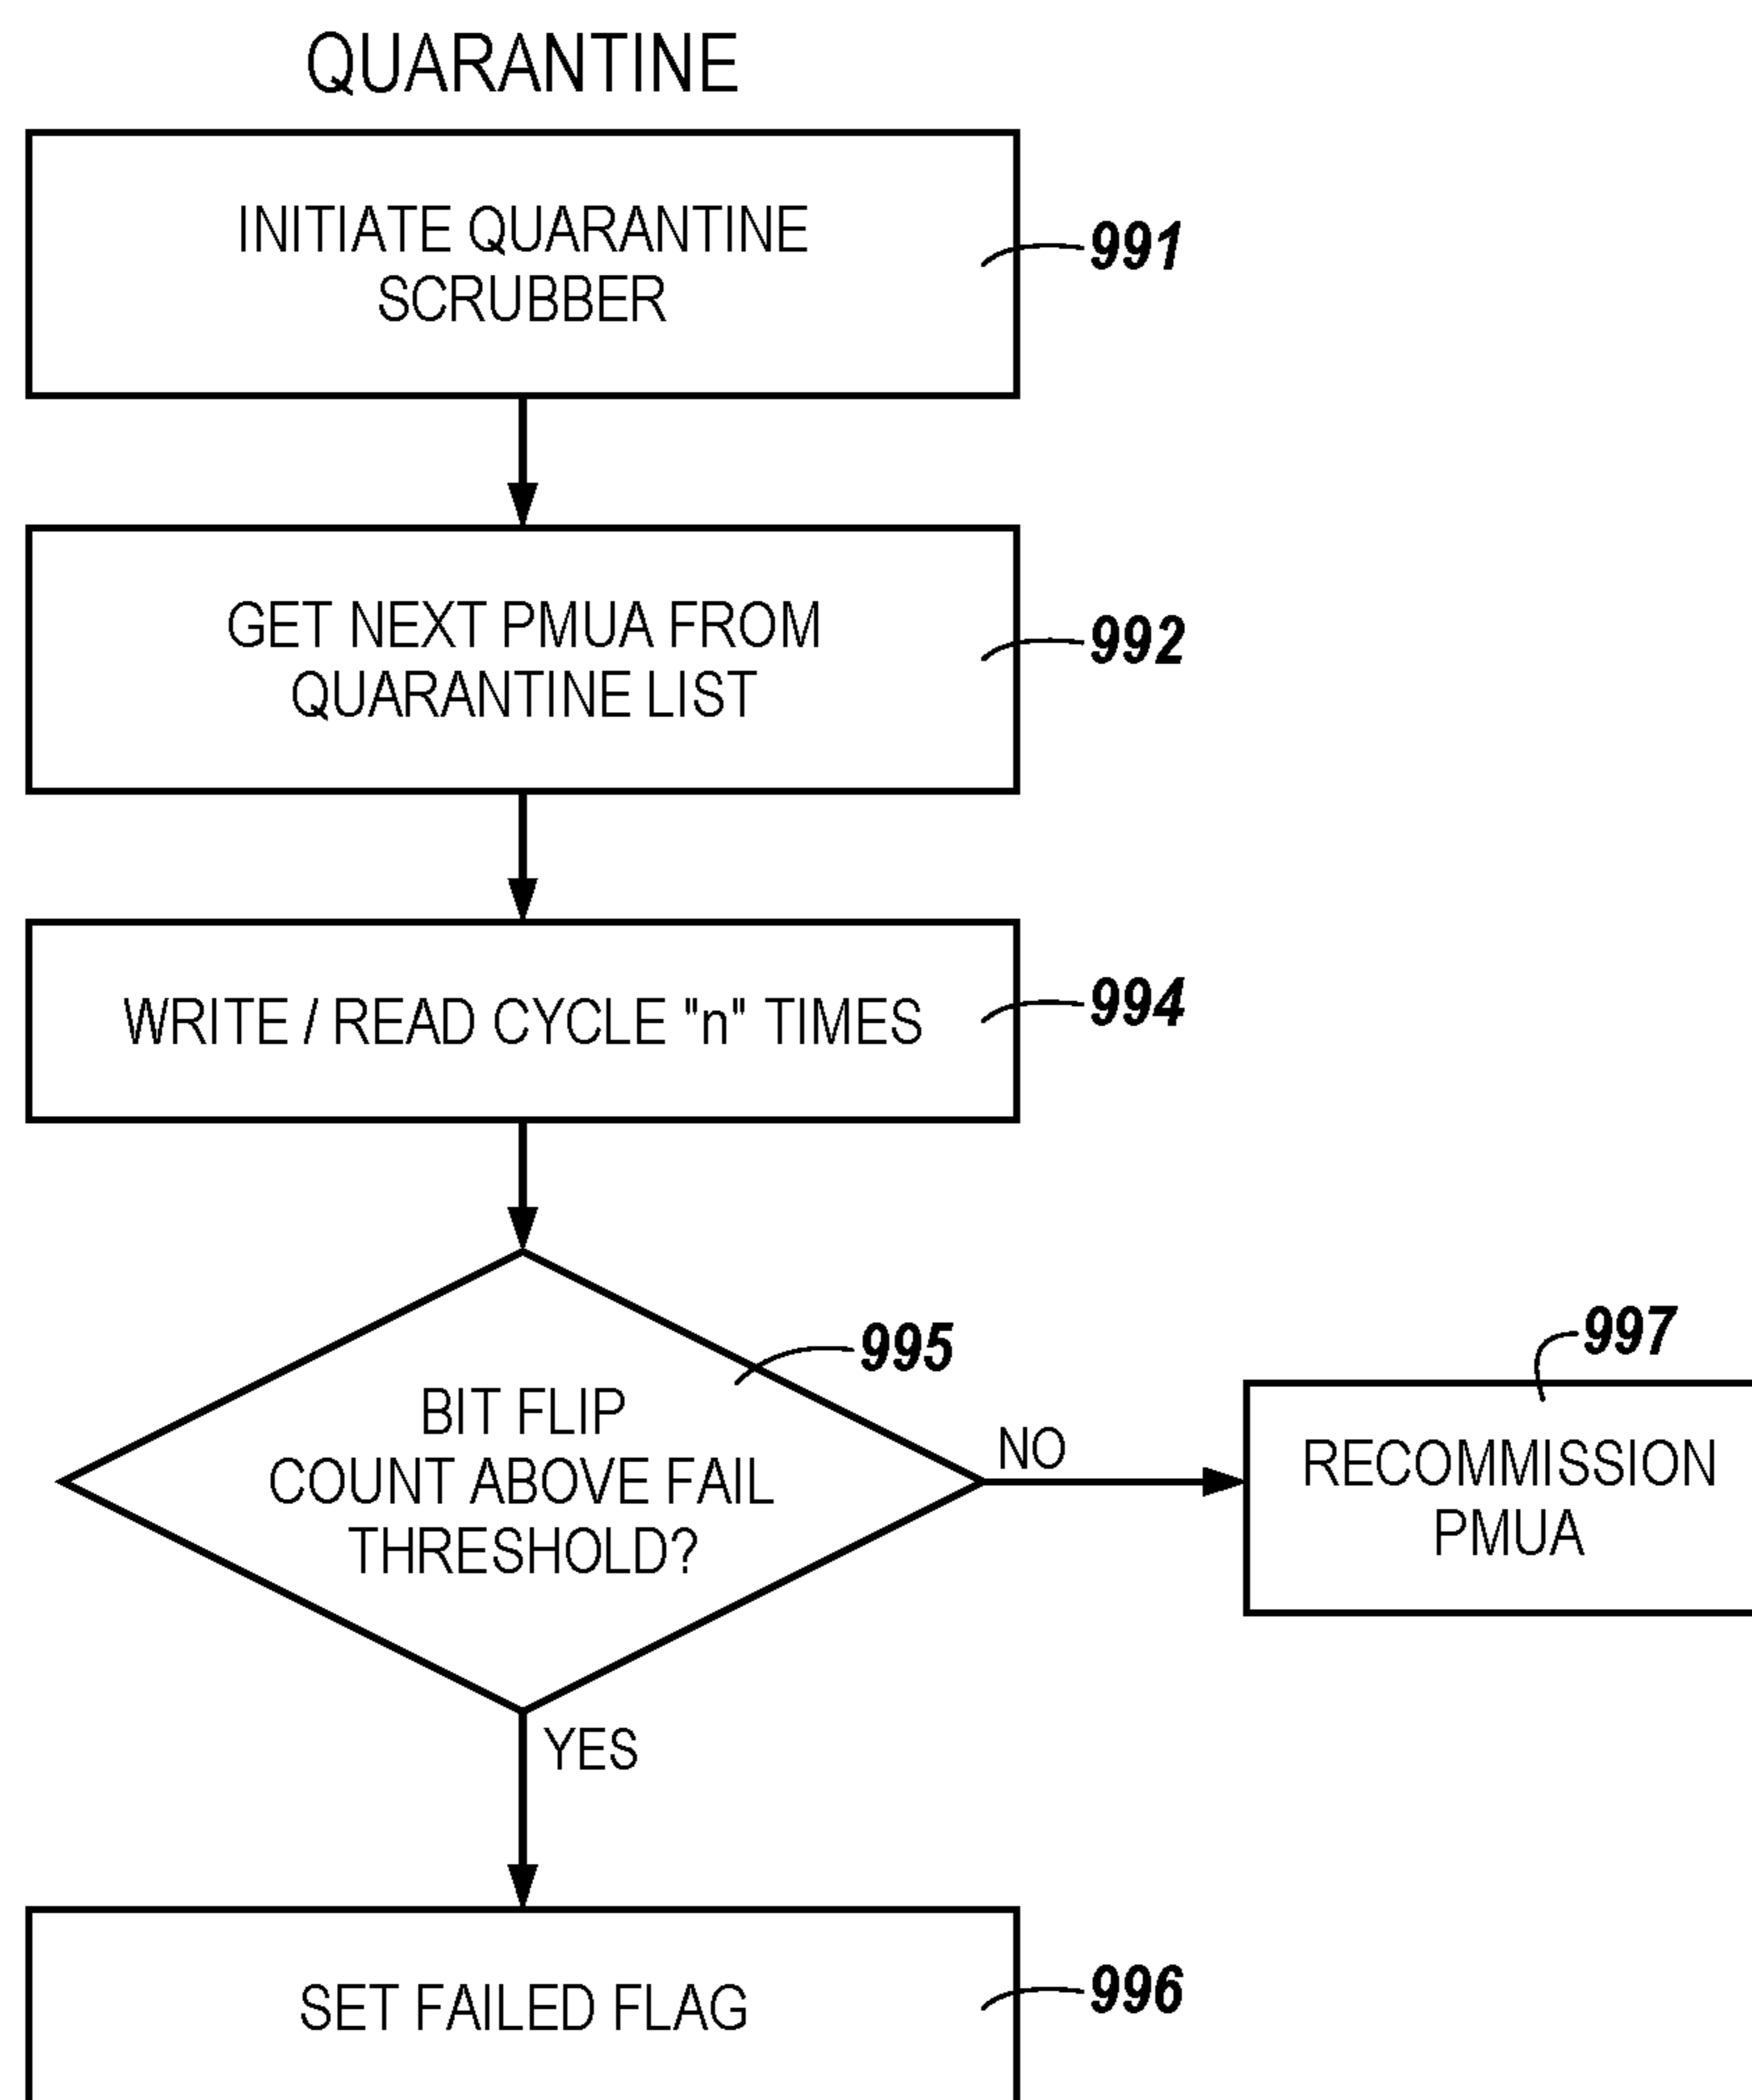 QUARANTINE
INITIATE QUARANTINE
SCRUBBER
991
GET NEXT PMUA FROM
QUARANTINE LIST
992
WRITE / READ CYCLE "n" TIMES
994
995
BIT FLIP
COUNT ABOVE FAIL
THRESHOLD?
NO
997
RECOMMISSION
PMUA
YES
SET FAILED FLAG
996